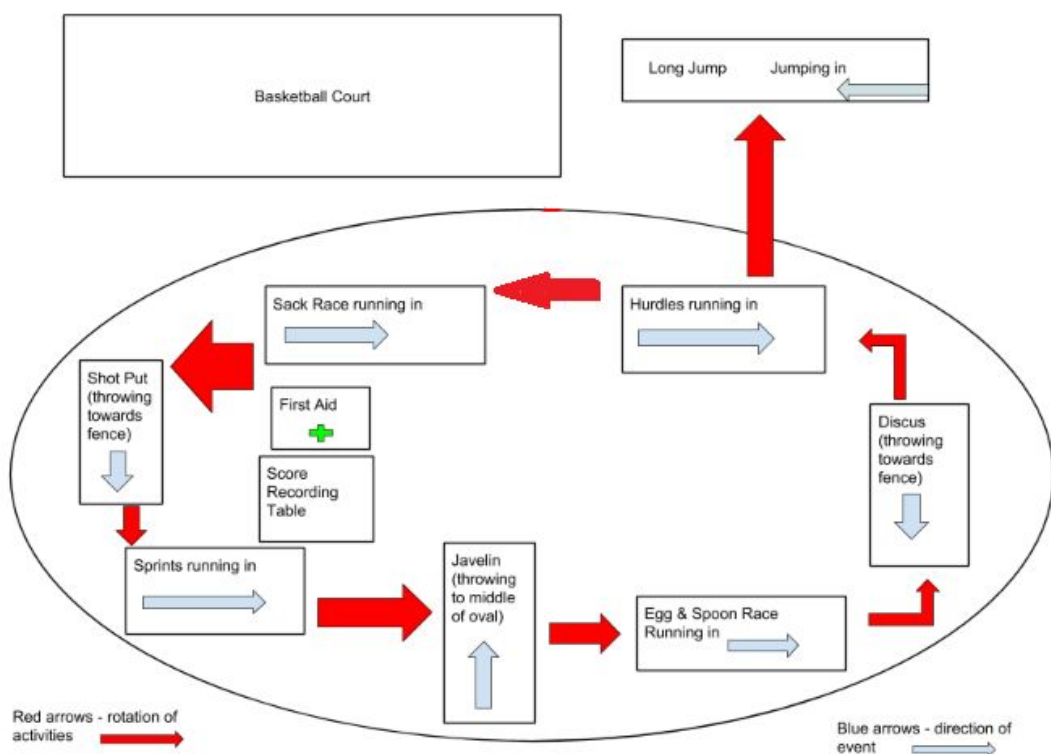 Basketball Court
Long Jump Jumping in
Sack Race running in
Hurdles running in
Shot Put
(throwing
towards
fence)
First Aid
Discus
(throwing
towards
fence)
Score
Recording
Table
Sprints running in
Javelin
(throwing
to middle
of oval)
Egg & Spoon Race
Running in
Red arrows - rotation of
activities
Blue arrows - direction of
event